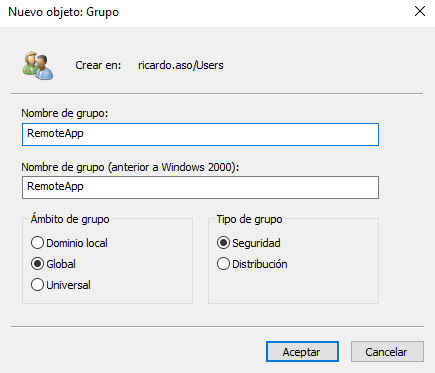 Nuevo objeto: Grupo
Crear en: ricardo.aso/Users
Nombre de grupo:
RemoteApp
Nombre de grupo (anterior a Windows 2000):
RemoteApp
Ámbito de grupo
Dominio local
Global
Universal
Tipo de grupo
Seguridad
Distribución
Aceptar
Cancelar